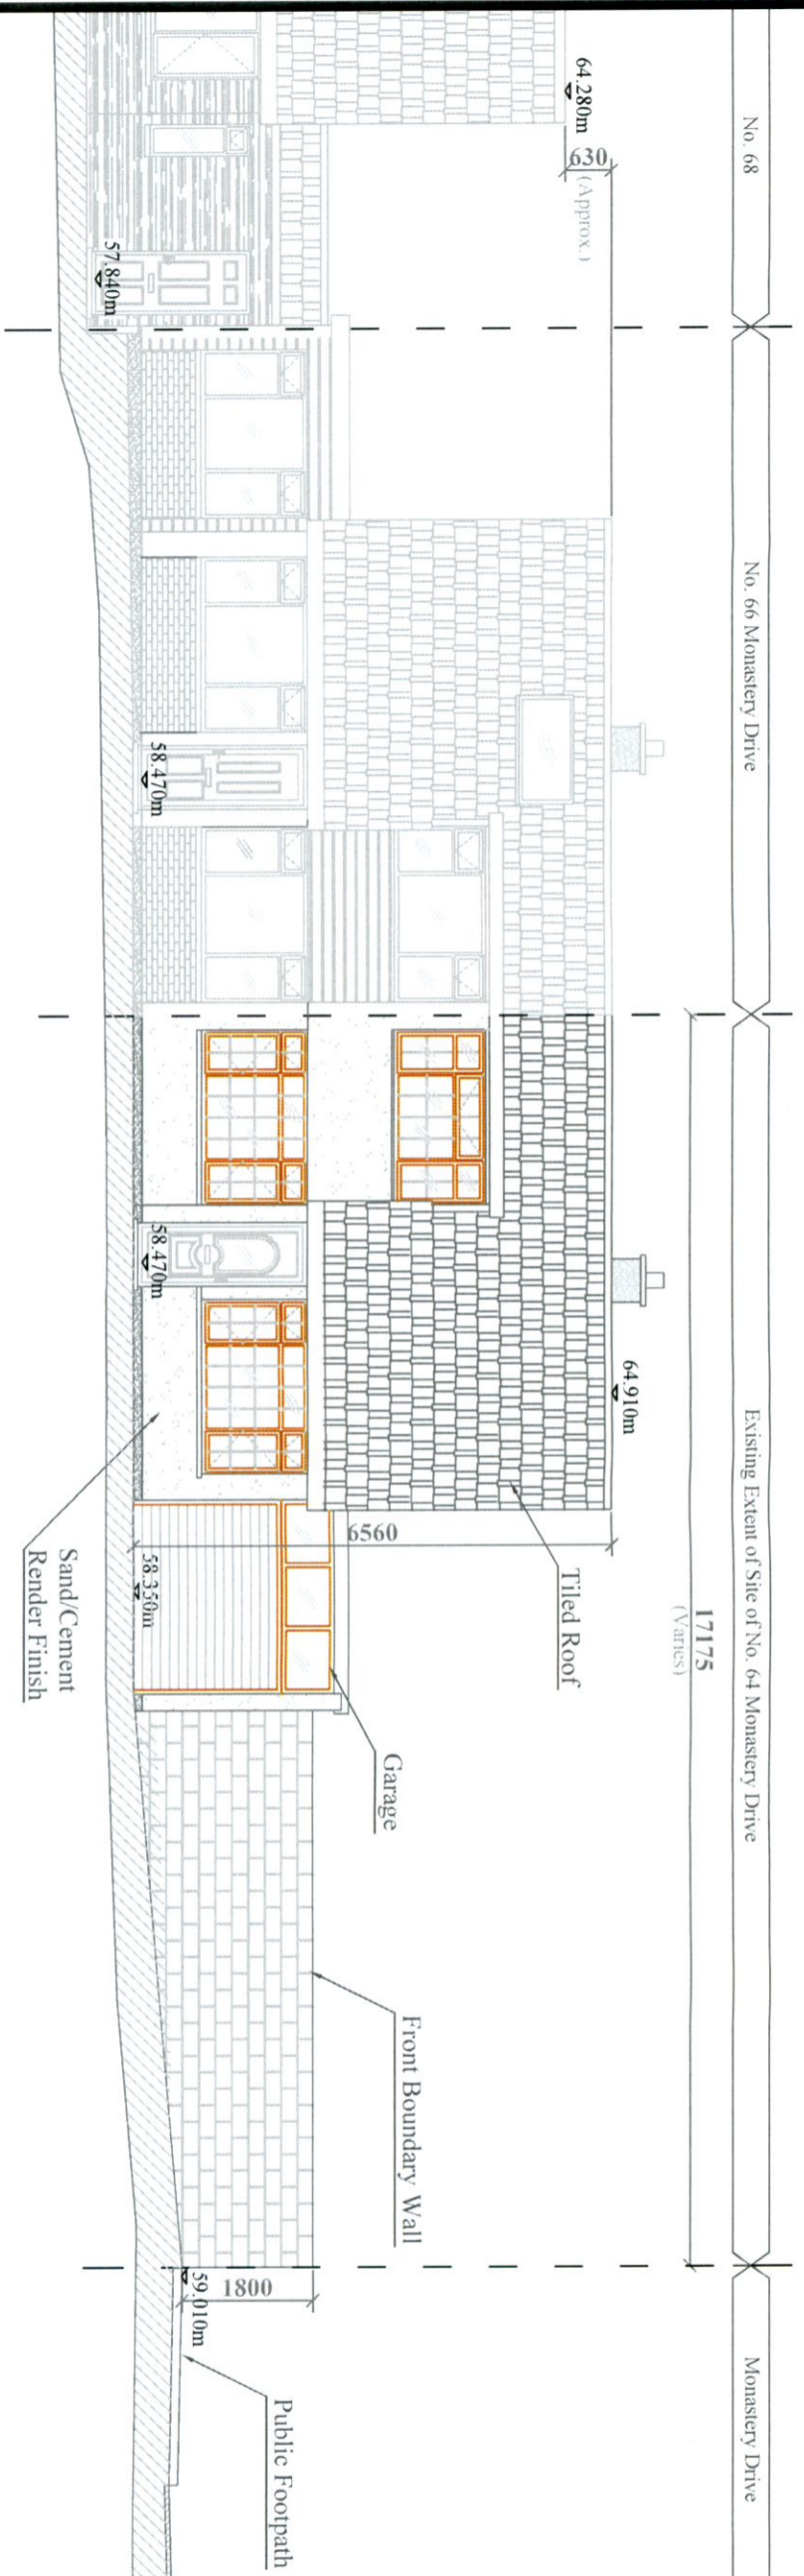 No. 68
No. 66 Monastery Drive
Existing Extent of Site of No. 64 Monastery Drive
Monastery Drive
17175
(Varies)
64.280m
630
(Approx.)
64.910m
Tiled Roof
6560
Garage
Front Boundary Wall
57.840m
58.470m
58.470m
58.350m
1800
59.010m
Public Footpath
Sand/Cement
Render Finish